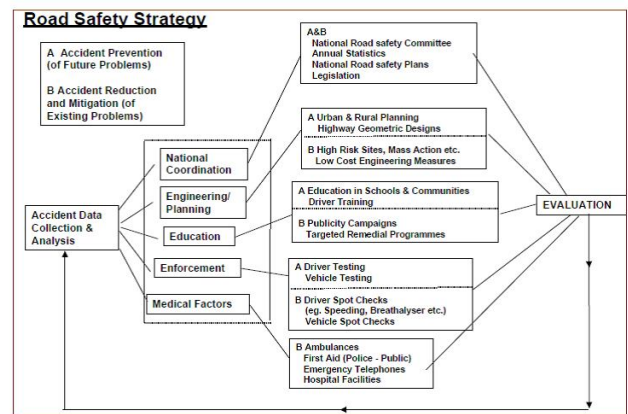 Road Safety Strategy
A Accident Prevention
(of Future Problems)
B Accident Reduction
and Mitigation (of
Existing Problems)
A&B
National Road safety Committee
Annual Statistics
National Road safety Plans
Legislation
National
Coordination
A Urban & Rural Planning
Highway Geometric Designs
B High Risk Sites, Mass Action etc.
Low Cost Engineering Measures
Engineering/
Planning
A Education in Schools & Communities
Driver Training
B Publicity Campaigns
Targeted Remedial Programmes
EVALUATION
Accident Data
Collection &
Analysis
Education
Enforcement
A Driver Testing
Vehicle Testing
B Driver Spot Checks
(eg. Speeding, Breathalyser etc.)
Vehicle Spot Checks
Medical Factors
B Ambulances
First Aid (Police - Public)
Emergency Telephones
Hospital Facilities